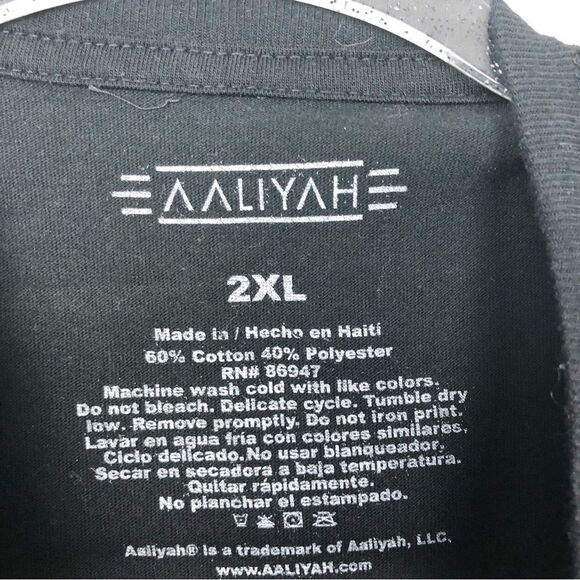 AALIYAH
2XL
Made in / Hecho en Haití
60% Cotton 40% Polyester
RN# 86947
Machine wash cold with like colors.
Do not bleach. Delicate cycle. Tumble dry
low. Remove promptly. Do not iron print.
Lavar en agua fria con colores similares.
Ciclo delicado.No usar blanqueador.
Secar en secadora a baja temperatura.
Quitar rápidamente.
No planchar el estampado.
Aaliyah® is a trademark of Aaliyah, LLC.
www.AALIYAH.com